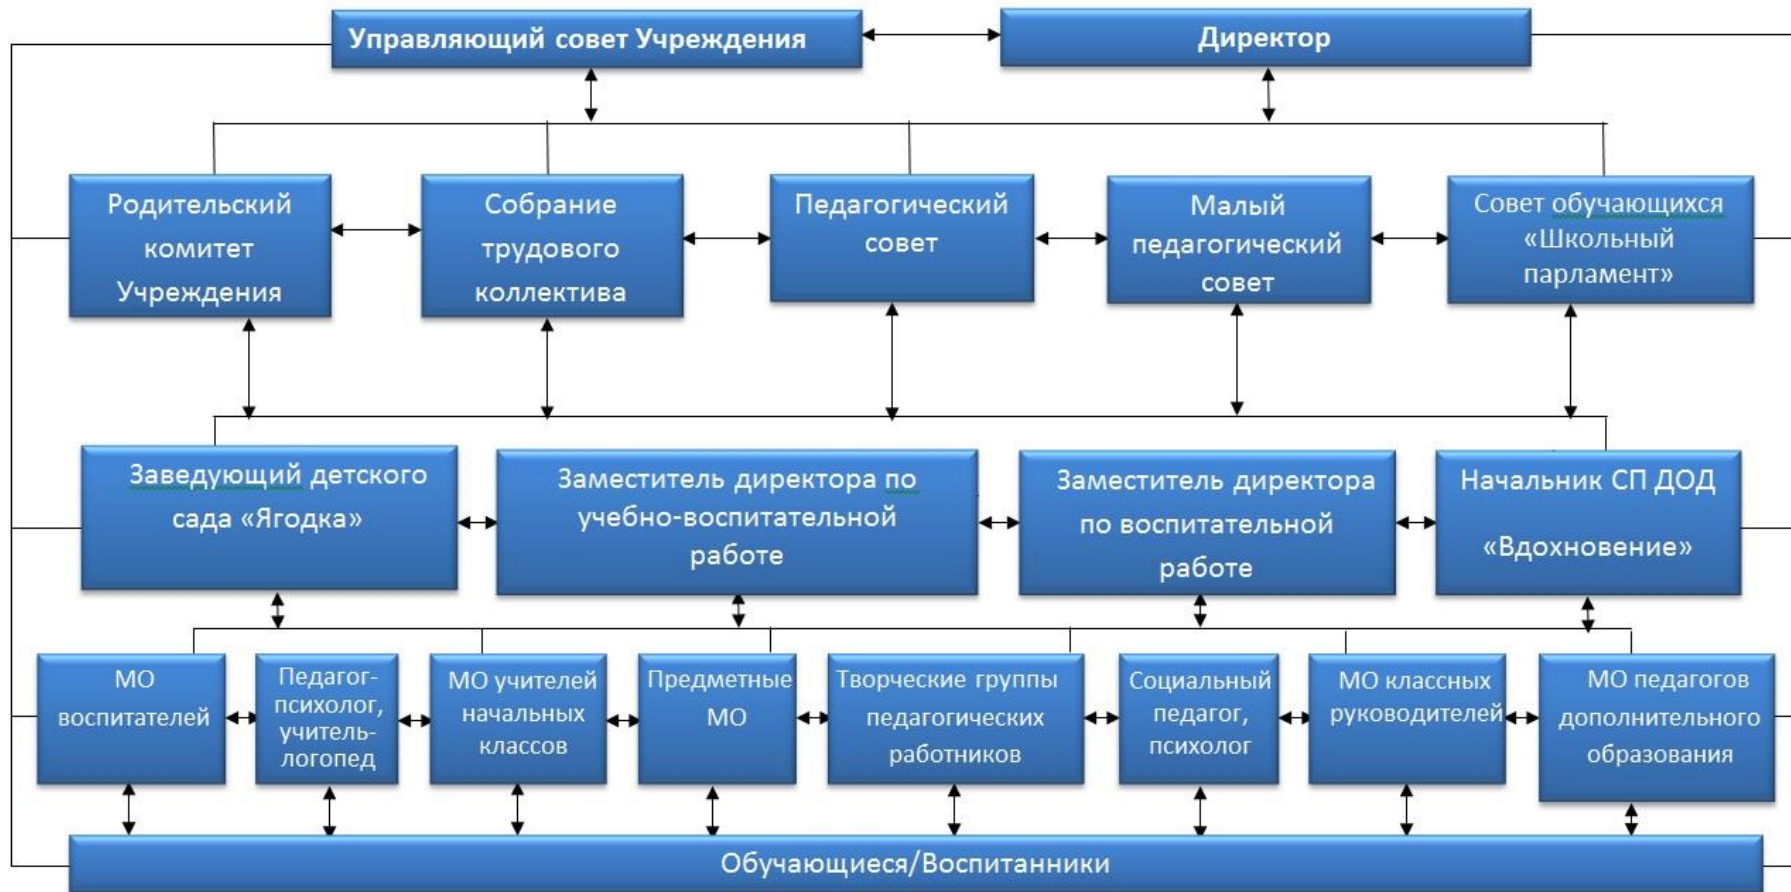 Управляющий совет Учреждения
Директор
Родительский
комитет
Учреждения
Собрание
трудового
коллектива
Педагогический
совет
Малый
педагогический
совет
Совет обучающихся
«Школьный
парламент»
Заведующий детского
сада «Ягодка»
Заместитель директора по
учебно-воспитательной
работе
Заместитель директора
по воспитательной
работе
Начальник СП ДОД
«Вдохновение»
МО
воспитателей
Педагог-
психолог,
учитель-
логопед
МО учителей
начальных
классов
Предметные
МО
Творческие группы
педагогических
работников
Социальный
педагог,
психолог
МО классных
руководителей
МО педагогов
дополнительного
образования
Обучающиеся/Воспитанники